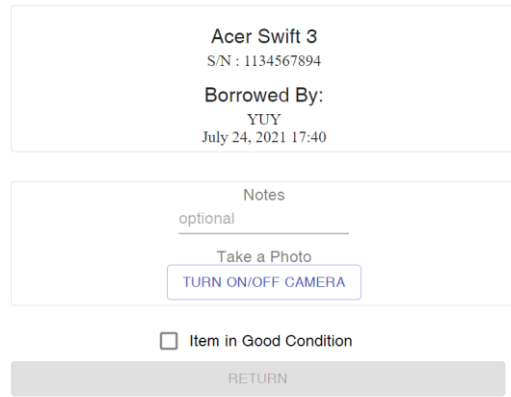 Acer Swift 3
S/N : 1134567894
Borrowed By:
YUY
July 24, 2021 17:40
Notes
optional
Take a Photo
TURN ON/OFF CAMERA
Item in Good Condition
RETURN